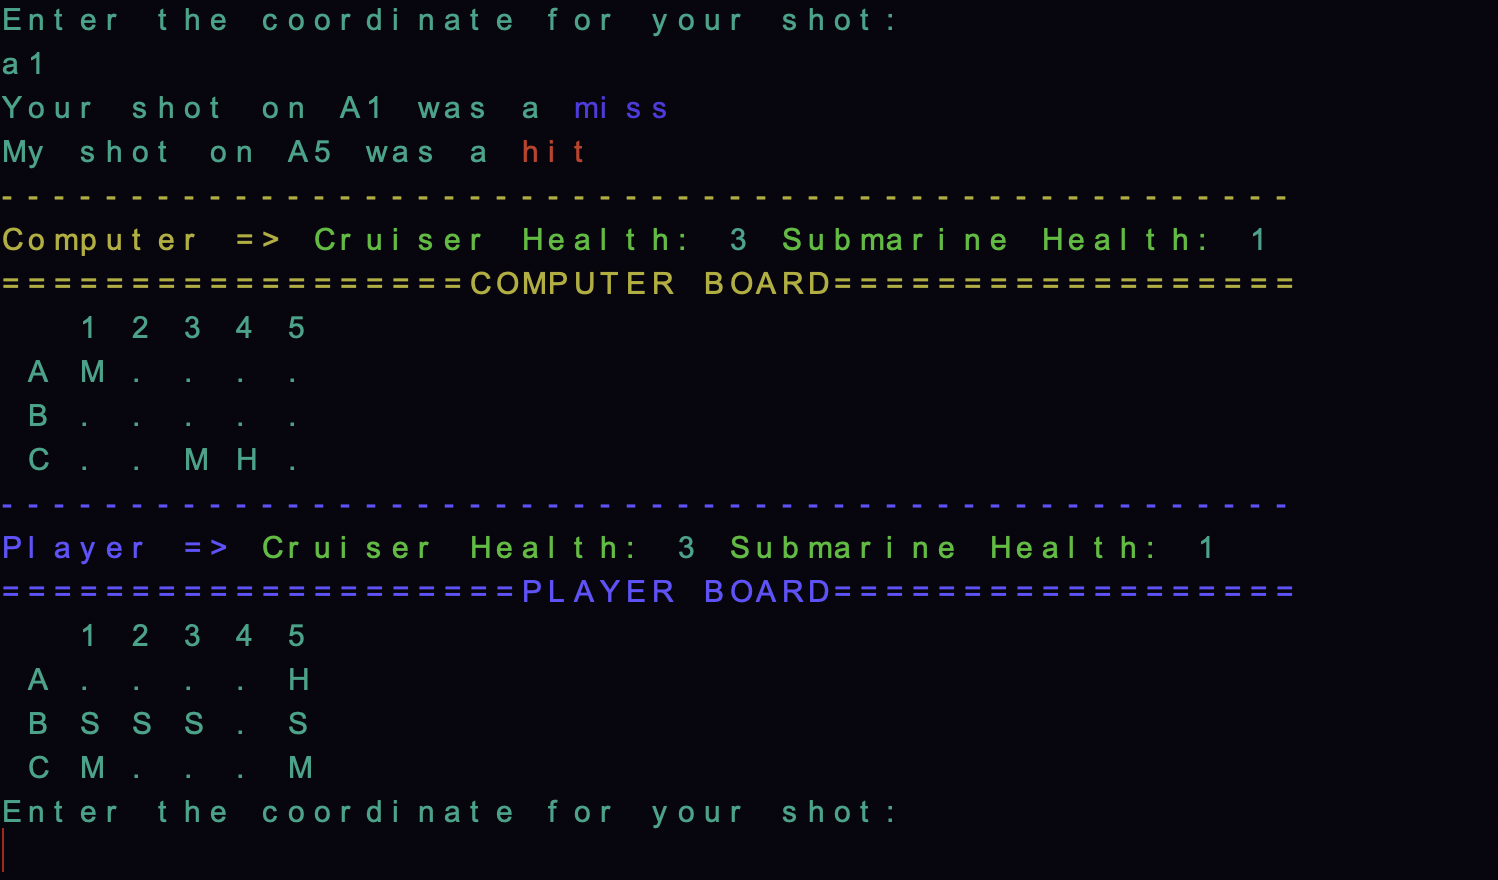 Enter the coordinate for your shot:
a1
Your shot on A1 was a miss
My shot on A5 was a hit
--------------------------------------------------
Computer => Cruiser Health: 3 Submarine Health: 1
==================COMPUTER BOARD==================
1 2 3 4 5
A M . . . .
B . . . . .
C . . M H .
--------------------------------------------------
Player => Cruiser Health: 3 Submarine Health: 1
====================PLAYER BOARD==================
1 2 3 4 5
A . . . . H
B S S S . S
C M . . . M
Enter the coordinate for your shot: